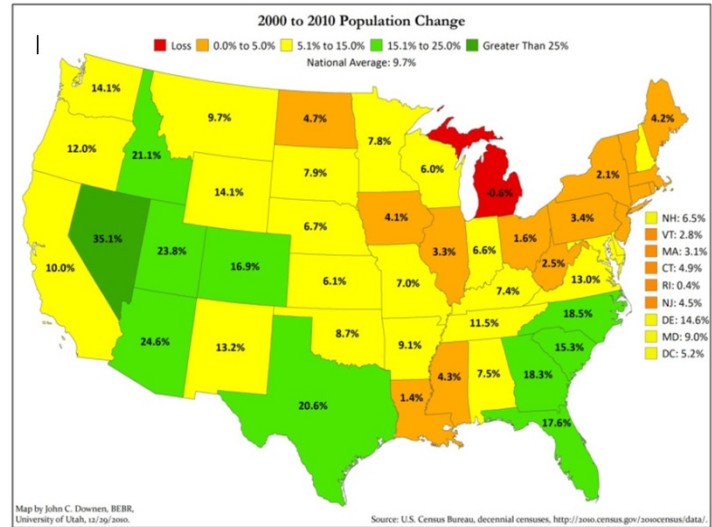 2000 to 2010 Population Change
Loss 0.0% to 5.0% 5.1% to 15.0% 15.1% to 25.0% Greater Than 25%
National Average: 9.7%
14.1%
9.7%
4.7%
7.8%
4.2%
12.0%
21.1%
7.9%
6.0%
2.1%
14.1%
-0.6%
6.7%
4.1%
3.4%
35.1%
23.8%
16.9%
3.3%
6.6%
1.6%
2.5%
10.0%
6.1%
7.0%
7.4%
13.0%
24.6%
13.2%
8.7%
9.1%
11.5%
18.5%
15.3%
20.6%
1.4%
4.3%
7.5%
18.3%
17.6%
NH: 6.5%
VT: 2.8%
MA: 3.1%
CT: 4.9%
RI: 0.4%
NJ: 4.5%
DE: 14.6%
MD: 9.0%
DC: 5.2%
Map by John C. Downen, BEBR,
University of Utah, 12/29/2010.
Source: U.S. Census Bureau, decennial censuses, http://2010.census.gov/2010census/data/.